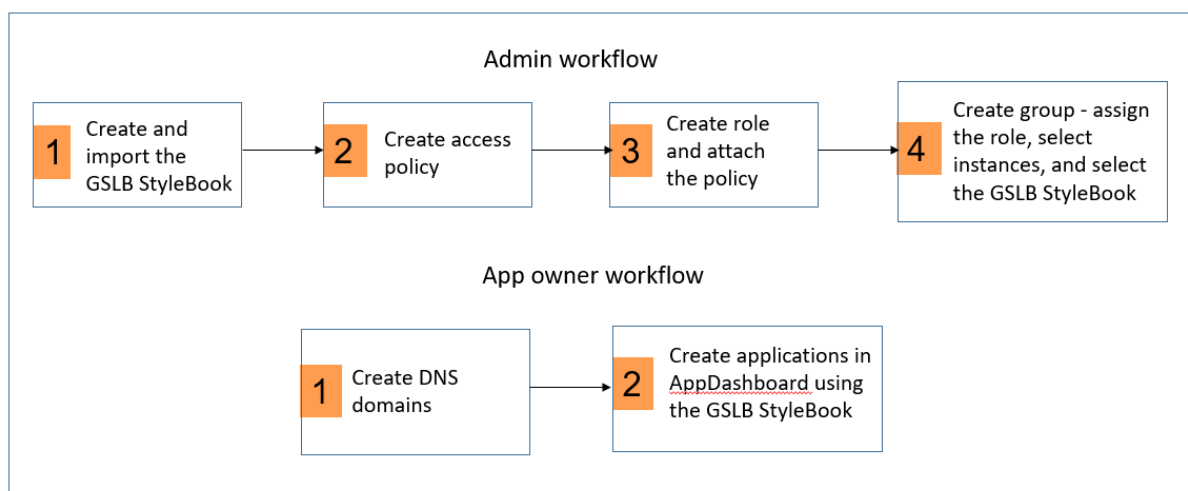 Admin workflow
1
Create and
import the
GSLB StyleBook
2
Create access
policy
3
Create role
and attach
the policy
4
Create group - assign
the role, select
instances, and select
the GSLB StyleBook
App owner workflow
1
Create DNS
domains
2
Create applications in
AppDashboard using
the GSLB StyleBook